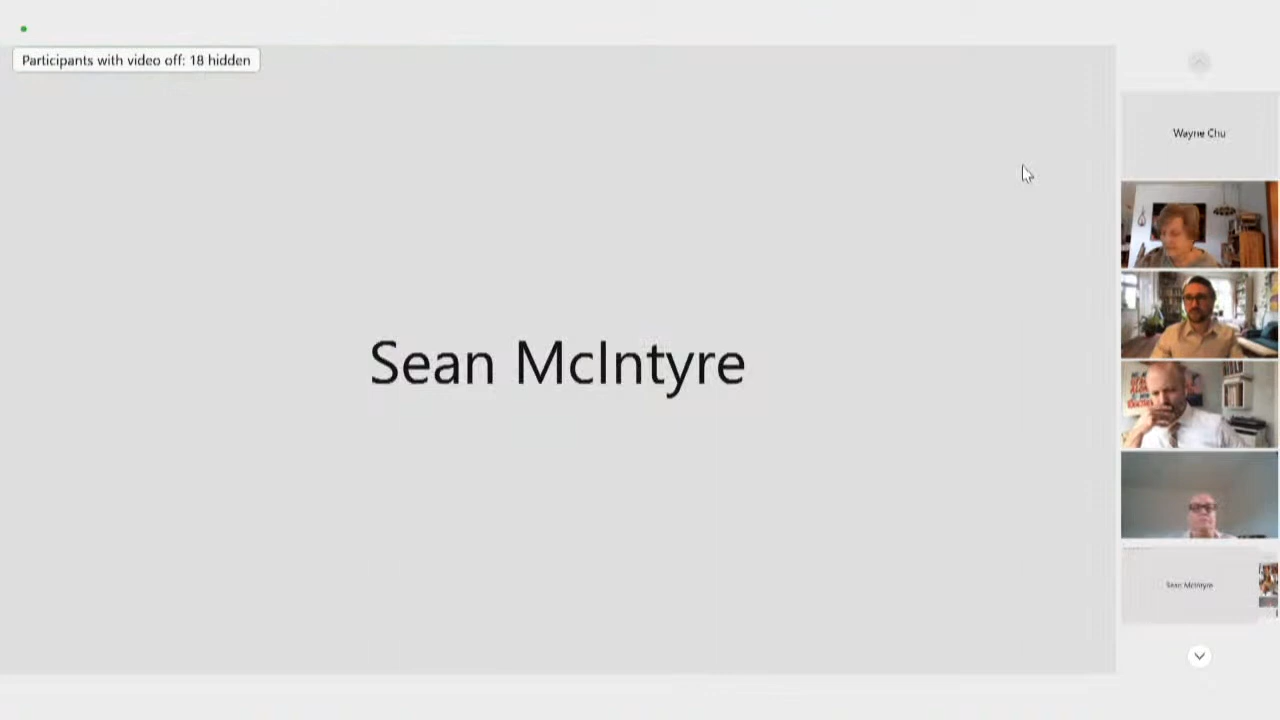 Participants with video off: 18 hidden
Wayne Chu
Sean McIntyre
Sean McIntyre